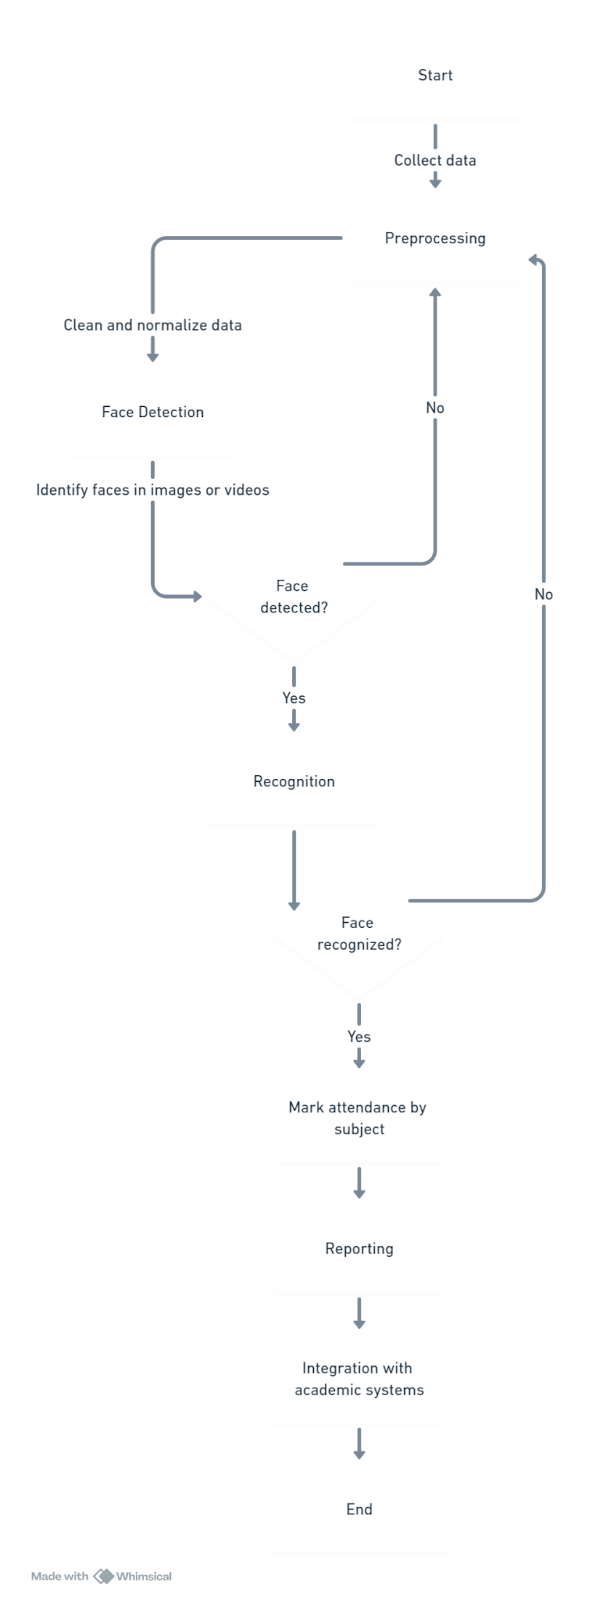 Start
Collect data
Preprocessing
Clean and normalize data
Face Detection
No
Identify faces in images or videos
Face
detected?
No
Yes
Recognition
Face
recognized?
Yes
Mark attendance by
subject
Reporting
Integration with
academic systems
End
Made with Whimsical